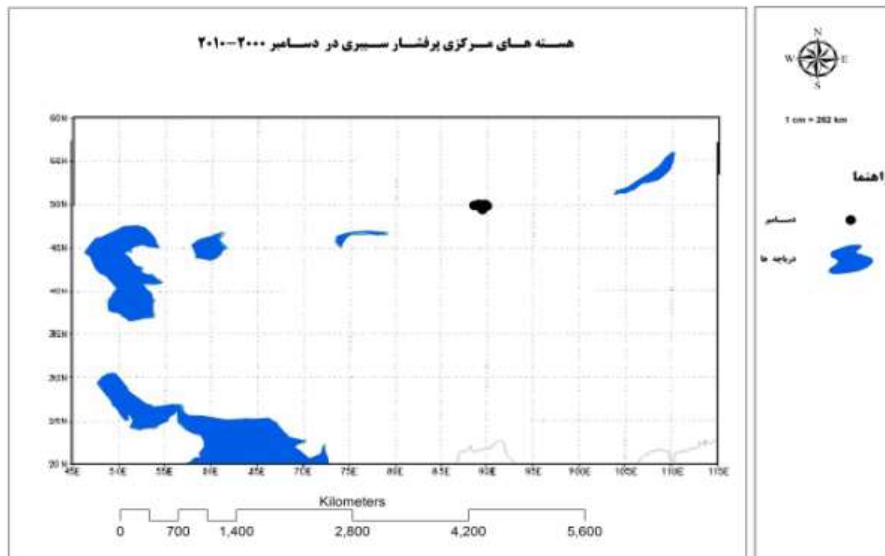 هسته های مرکزی پرفشار سیبری در دسامبر ۲۰۰۰-۲۰۱۰
N
W E
S
1 cm = 262 km
اهنما
دسامبر
دریاچه ها
60N
55N
50N
45N
40N
35N
30N
25N
20N
45E 50E 55E 60E 65E 70E 75E 80E 85E 90E 95E 100E 105E 110E 115E
Kilometers
0 700 1,400 2,800 4,200 5,600